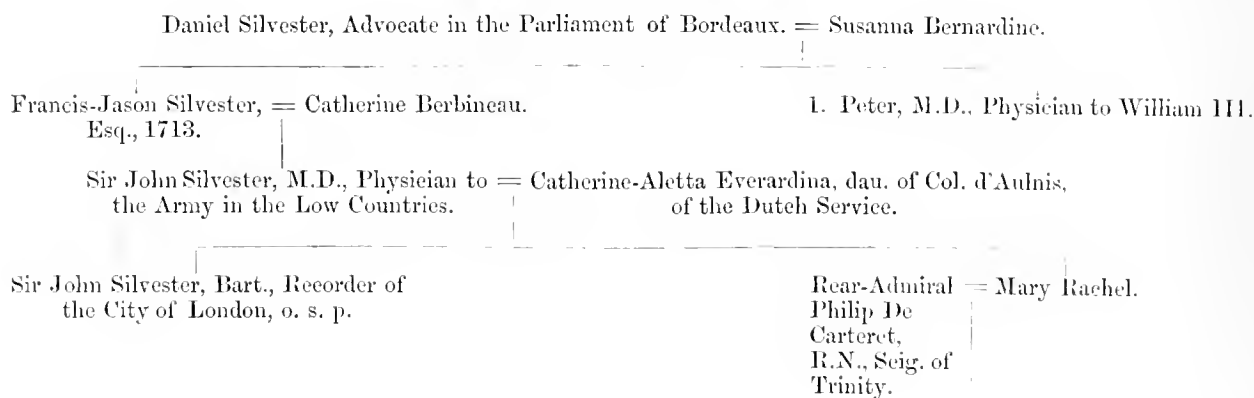 Daniel Silvester, Advocate in the Parliament of Bordeaux. = Susanna Bernardine.
Francis-Jason Silvester, = Catherine Berbineau.
Esq., 1713.
1. Peter, M.D., Physician to William III.
Sir John Silvester, M.D., Physician to = Catherine-Aletta Everardina, dau. of Col. d'Aulnis,
the Army in the Low Countries.
of the Dutch Service.
Sir John Silvester, Bart., Recorder of
the City of London, o. s. p.
Rear-Admiral = Mary Rachel.
Philip De
Carteret,
R.N., Seig. of
Trinity.